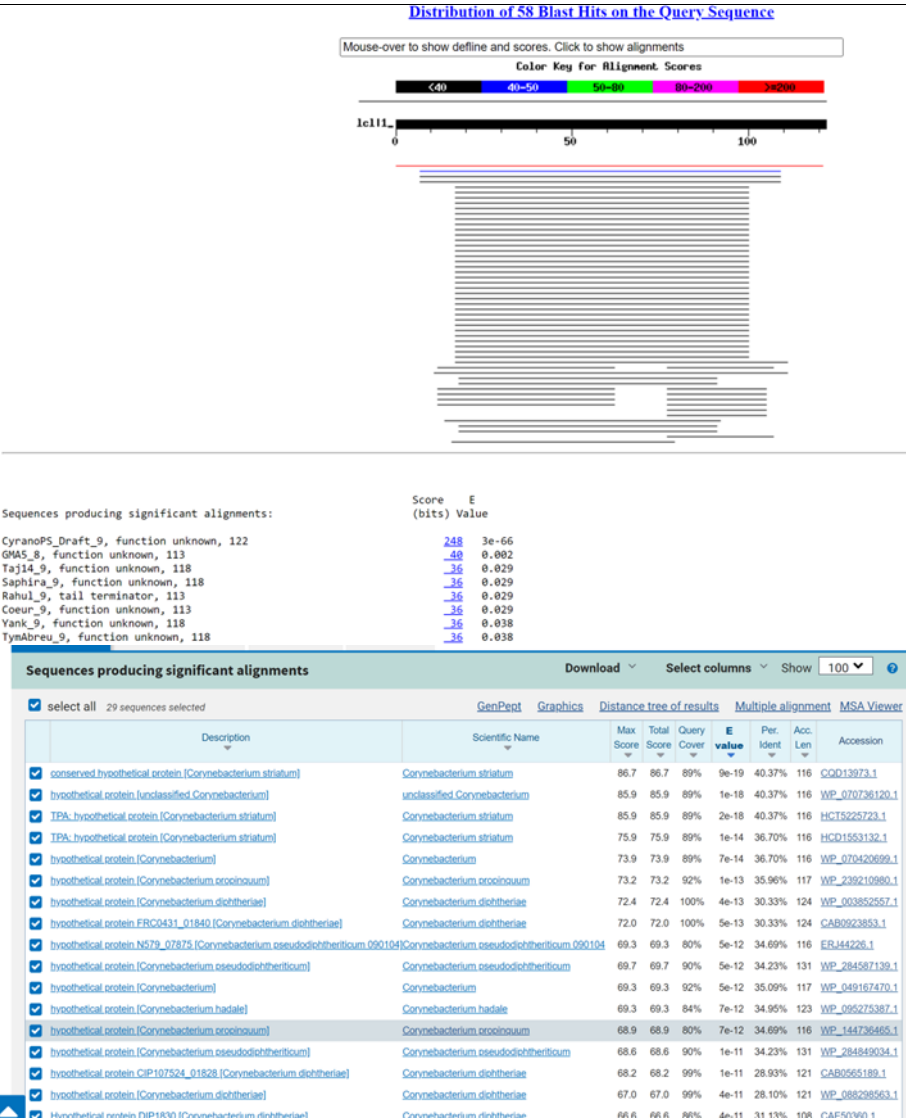 Distribution of 58 Blast Hits on the Query Sequence
Mouse-over to show defline and scores. Click to show alignments
Color Key for Alignment Scores
<40 40-50 50-80 80-200 >=200
lcl|1_
0 50 100
Score E
Sequences producing significant alignments: (bits) Value
CyranoPS_Draft_9, function unknown, 122 248 3e-66
GMA5_8, function unknown, 113 40 0.002
Taj14_9, function unknown, 118 36 0.029
Saphira_9, function unknown, 118 36 0.029
Rahul_9, tail terminator, 113 36 0.029
Coeur_9, function unknown, 113 36 0.029
Yank_9, function unknown, 118 36 0.038
TymAbreu_9, function unknown, 118 36 0.038
Sequences producing significant alignments Download Select columns Show 100
select all 29 sequences selected GenPept Graphics Distance tree of results Multiple alignment MSA Viewer
Description Scientific Name Max Score Total Score Query Cover E value Per. Ident Acc. Len Accession
conserved hypothetical protein [Corynebacterium striatum] Corynebacterium striatum 86.7 86.7 89% 9e-19 40.37% 116 CQD13973.1
hypothetical protein [unclassified Corynebacterium] unclassified Corynebacterium 85.9 85.9 89% 1e-18 40.37% 116 WP_070736120.1
TPA: hypothetical protein [Corynebacterium striatum] Corynebacterium striatum 85.9 85.9 89% 2e-18 40.37% 116 HCT5225723.1
TPA: hypothetical protein [Corynebacterium striatum] Corynebacterium striatum 75.9 75.9 89% 1e-14 36.70% 116 HCD1553132.1
hypothetical protein [Corynebacterium] Corynebacterium 73.9 73.9 89% 7e-14 36.70% 116 WP_070420699.1
hypothetical protein [Corynebacterium propinquum] Corynebacterium propinquum 73.2 73.2 92% 1e-13 35.96% 117 WP_239210980.1
hypothetical protein [Corynebacterium diphtheriae] Corynebacterium diphtheriae 72.4 72.4 100% 4e-13 30.33% 124 WP_003852557.1
hypothetical protein FRC0431_01840 [Corynebacterium diphtheriae] Corynebacterium diphtheriae 72.0 72.0 100% 5e-13 30.33% 124 CAB0923853.1
hypothetical protein N579_07875 [Corynebacterium pseudodiphtheriticum 090104] Corynebacterium pseudodiphtheriticum 090104 69.3 69.3 80% 5e-12 34.69% 116 ERJ44226.1
hypothetical protein [Corynebacterium pseudodiphtheriticum] Corynebacterium pseudodiphtheriticum 69.7 69.7 90% 5e-12 34.23% 131 WP_284587139.1
hypothetical protein [Corynebacterium] Corynebacterium 69.3 69.3 92% 5e-12 35.09% 117 WP_049167470.1
hypothetical protein [Corynebacterium hadale] Corynebacterium hadale 69.3 69.3 84% 7e-12 34.95% 123 WP_095275387.1
hypothetical protein [Corynebacterium propinquum] Corynebacterium propinquum 68.9 68.9 80% 7e-12 34.69% 116 WP_144736465.1
hypothetical protein [Corynebacterium pseudodiphtheriticum] Corynebacterium pseudodiphtheriticum 68.6 68.6 90% 1e-11 34.23% 131 WP_284849034.1
hypothetical protein CIP107524_01828 [Corynebacterium diphtheriae] Corynebacterium diphtheriae 68.2 68.2 99% 1e-11 28.93% 121 CAB0565189.1
hypothetical protein [Corynebacterium diphtheriae] Corynebacterium diphtheriae 67.0 67.0 99% 4e-11 28.10% 121 WP_088298563.1
Hypothetical protein DIP1830 [Corynebacterium diphtheriae] Corynebacterium diphtheriae 66.6 66.6 86% 4e-11 31.13% 108 CAE50360.1